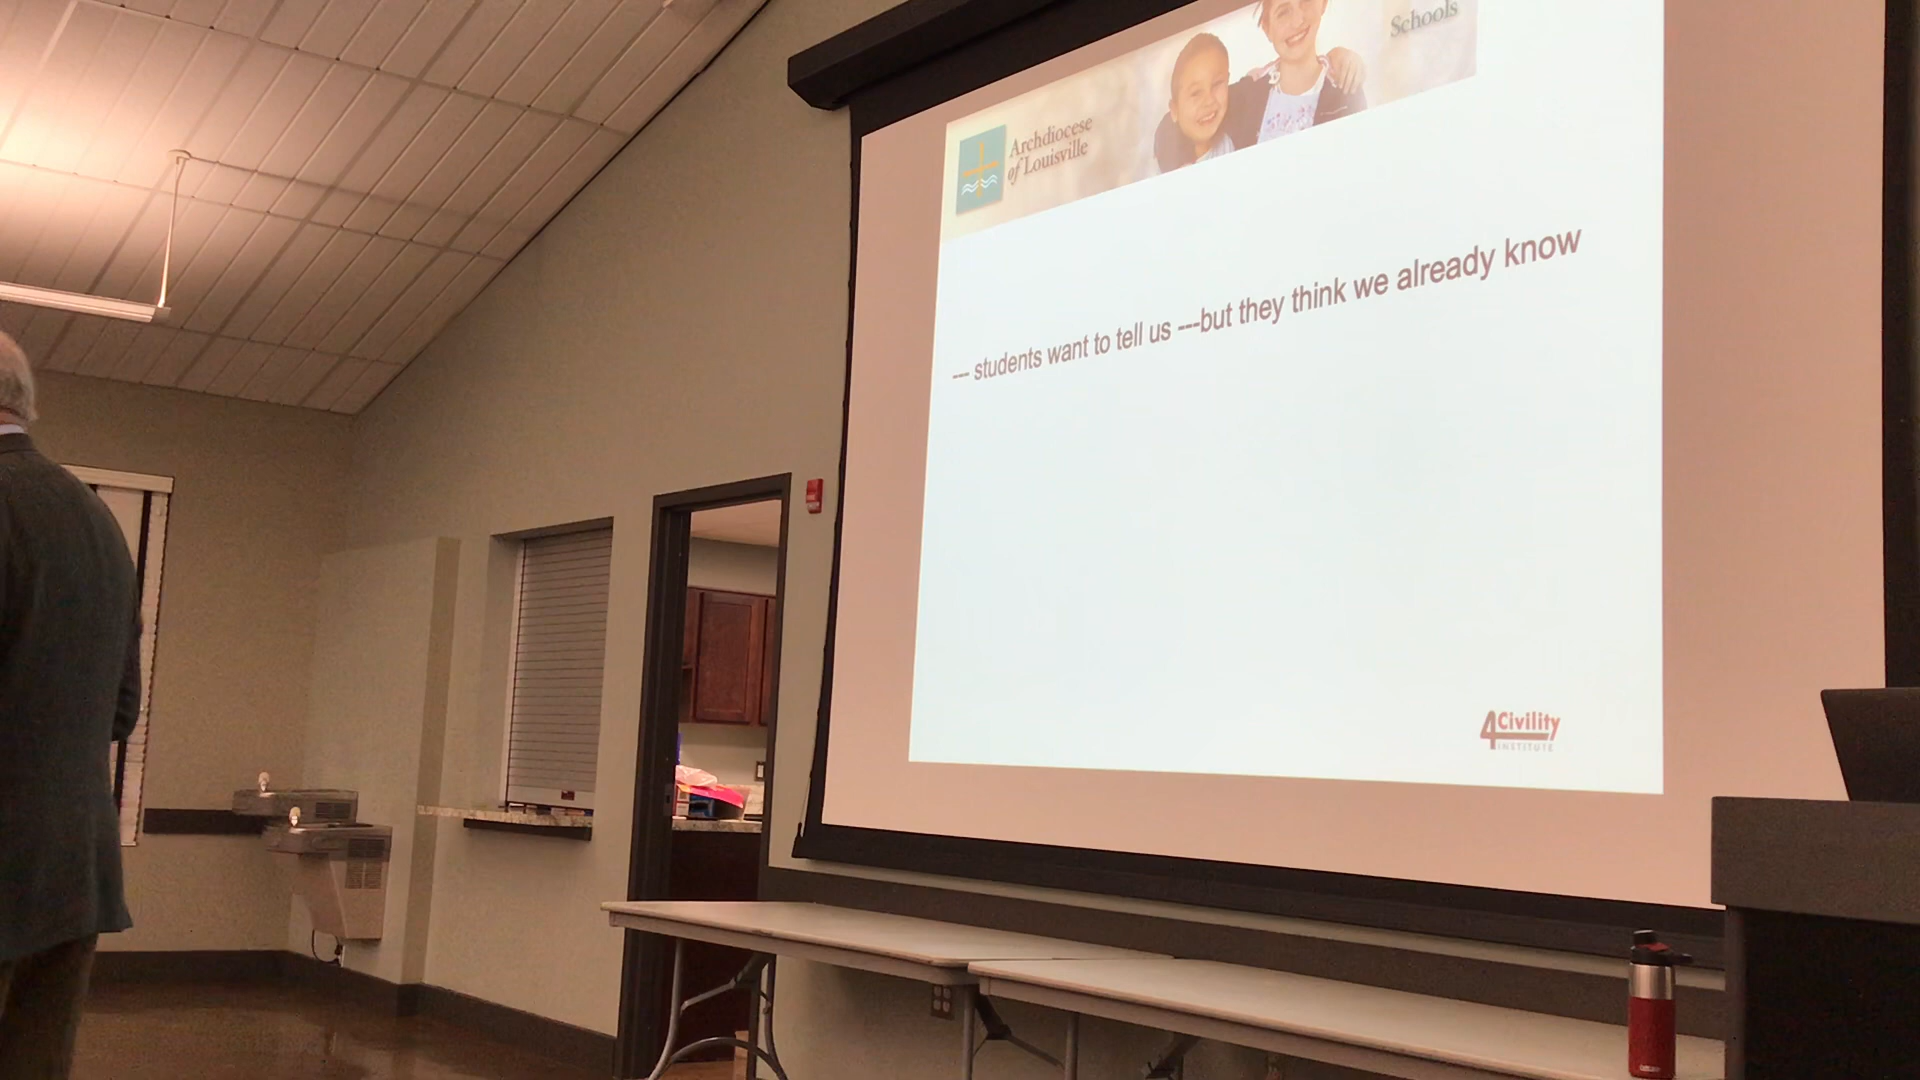 Schools
Archdiocese
of Louisville
--- students want to tell us ---but they think we already know
4Civility
INSTITUTE